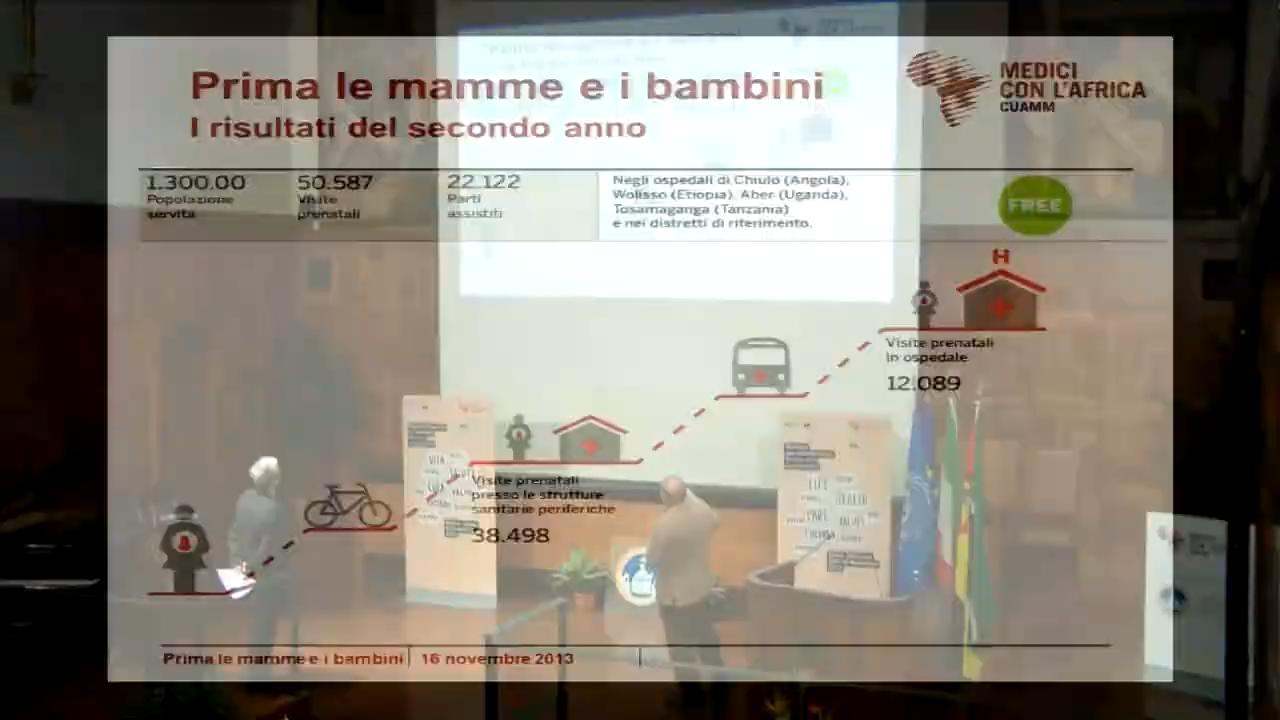 Prima le mamme e i bambini
I risultati del secondo anno
MEDICI
CON L'AFRICA
CUAMM
1.300.00
Popolazione
servita
50.587
Visite
prenatali
22.122
Parti
assistiti
Negli ospedali di Chiulo (Angola),
Wolisso (Etiopia), Aber (Uganda),
Tosamaganga (Tanzania)
e nei distretti di riferimento.
FREE
H
Visite prenatali
in ospedale
12.089
Visite prenatali
presso le strutture
sanitarie periferiche
38.498
Prima le mamme e i bambini
16 novembre 2013